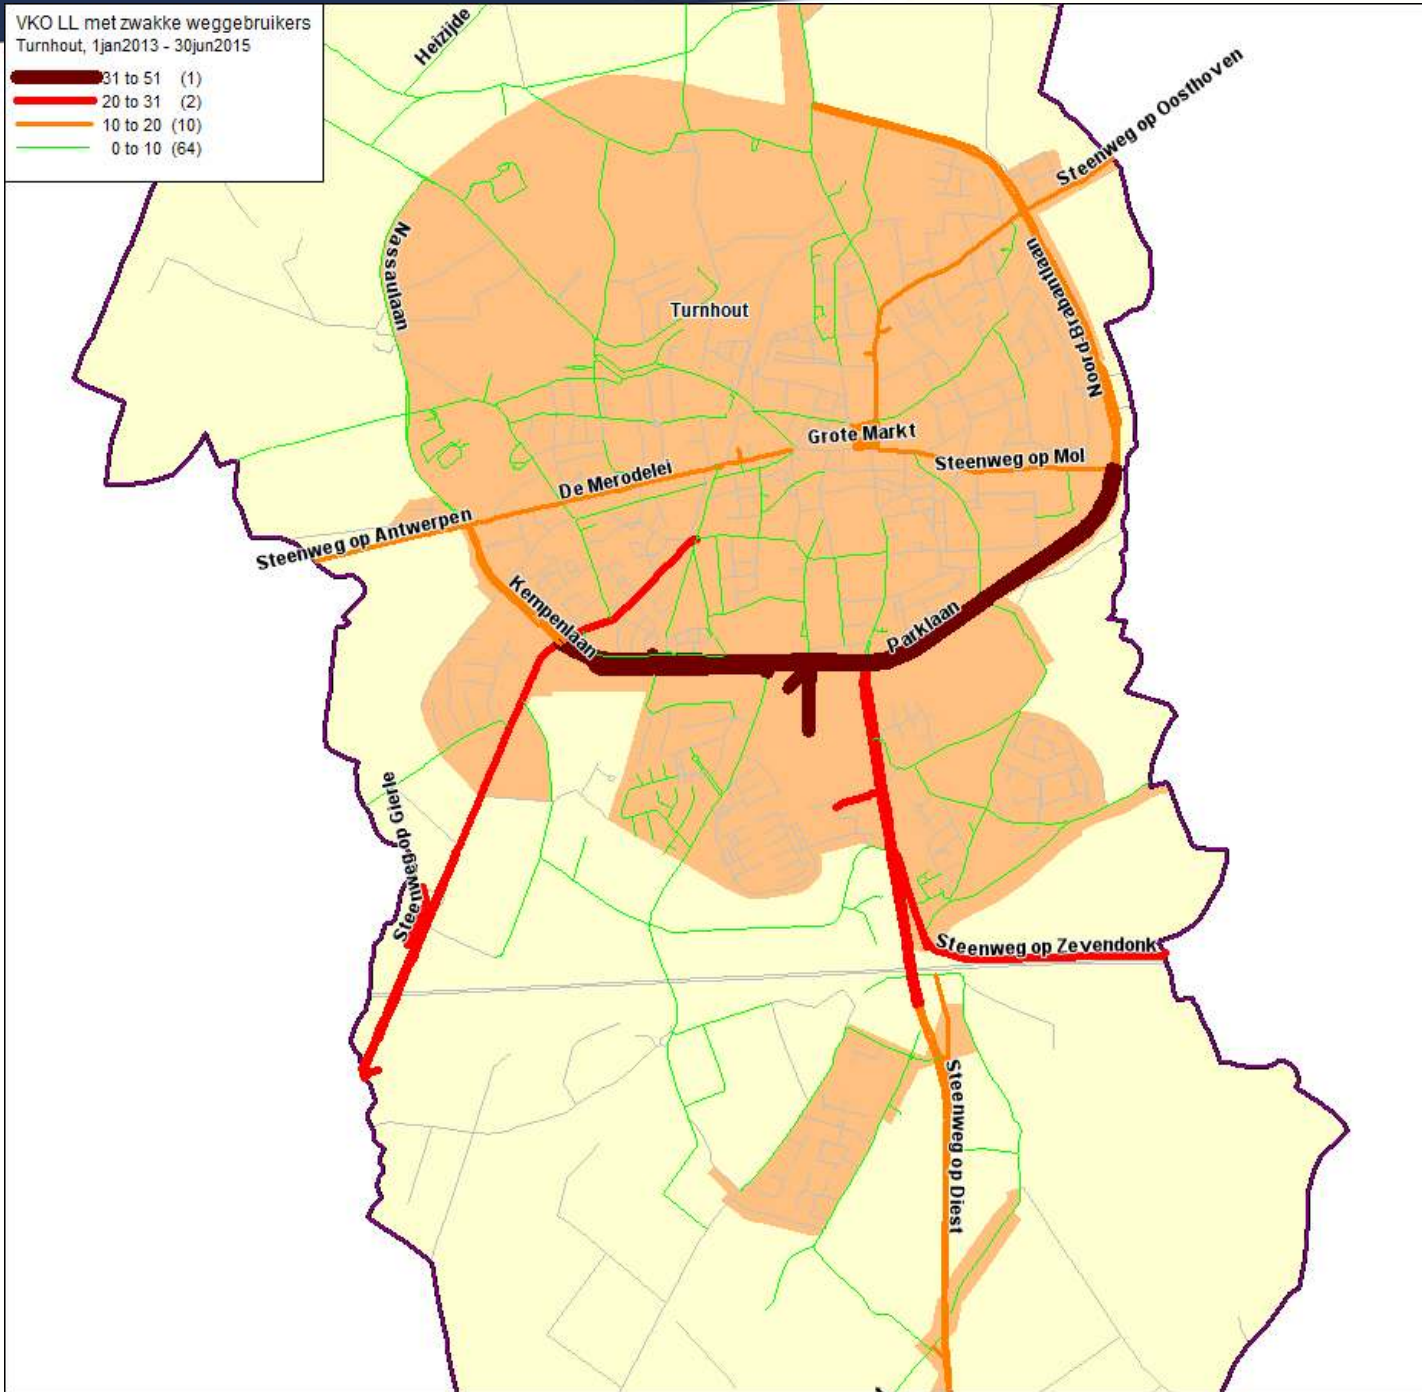 VKO LL met zwakke weggebruikers
Turnhout, 1jan2013 - 30jun2015
31 to 51 (1)
20 to 31 (2)
10 to 20 (10)
0 to 10 (64)
Heizijde
Steenweg op Oosthoven
Nassaulaan
Noord-Brabantlaan
Turnhout
Grote Markt
Steenweg op Mol
De Merodelei
Steenweg op Antwerpen
Kempenlaan
Parklaan
Steenweg op Gierle
Steenweg op Zevendonk
Steenweg op Diest